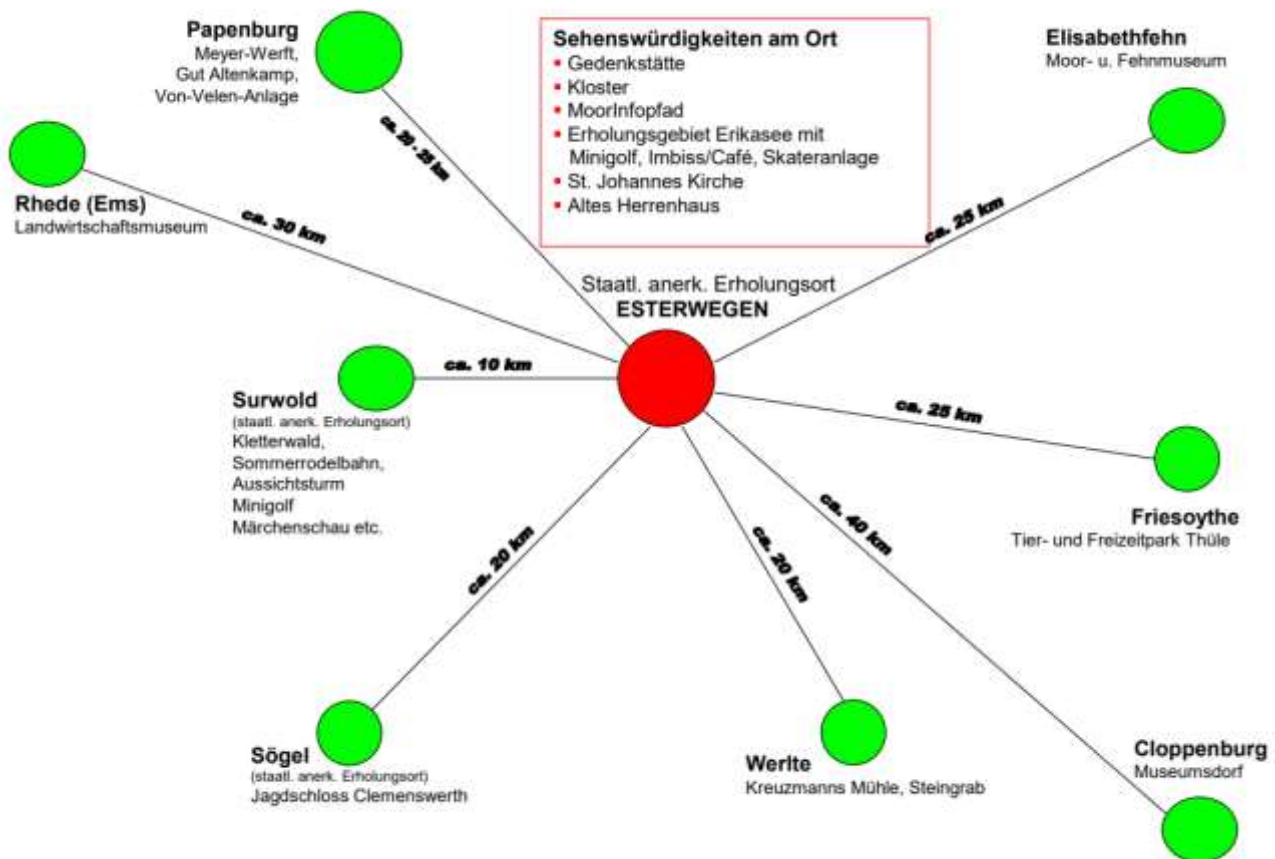 Papenburg
Meyer-Werft,
Gut Altenkamp,
Von-Velen-Anlage
Sehenswürdigkeiten am Ort
▪ Gedenkstätte
▪ Kloster
▪ MoorInfopfad
▪ Erholungsgebiet Erikasee mit
Minigolf, Imbiss/Café, Skateranlage
▪ St. Johannes Kirche
▪ Altes Herrenhaus
Elisabethfehn
Moor- u. Fehnmuseum
ca. 20 - 25 km
Rhede (Ems)
Landwirtschaftsmuseum
ca. 30 km
ca. 25 km
Staatl. anerk. Erholungsort
ESTERWEGEN
ca. 10 km
Surwold
(staatl. anerk. Erholungsort)
Kletterwald,
Sommerrodelbahn,
Aussichtsturm
Minigolf
Märchenschau etc.
ca. 25 km
Friesoythe
Tier- und Freizeitpark Thüle
ca. 20 km
ca. 20 km
ca. 40 km
Sögel
(staatl. anerk. Erholungsort)
Jagdschloss Clemenswerth
Werlte
Kreuzmanns Mühle, Steingrab
Cloppenburg
Museumsdorf